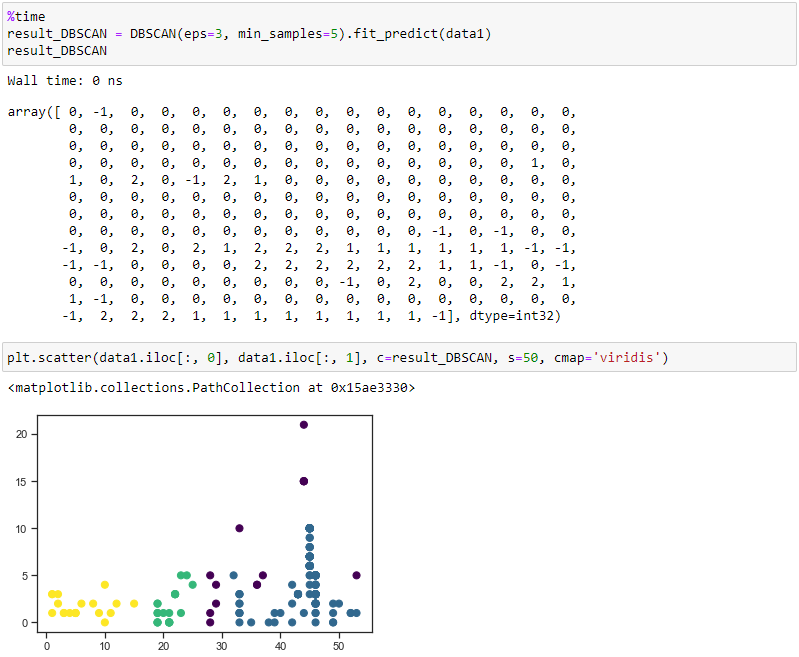 %time
result_DBSCAN = DBSCAN(eps=3, min_samples=5).fit_predict(data1)
result_DBSCAN
Wall time: 0 ns
array([ 0, -1, 0, 0, 0, 0, 0, 0, 0, 0, 0, 0, 0, 0, 0, 0, 0,
0, 0, 0, 0, 0, 0, 0, 0, 0, 0, 0, 0, 0, 0, 0, 0, 0,
0, 0, 0, 0, 0, 0, 0, 0, 0, 0, 0, 0, 0, 0, 0, 0, 0,
0, 0, 0, 0, 0, 0, 0, 0, 0, 0, 0, 0, 0, 0, 0, 1, 0,
1, 0, 2, 0, -1, 2, 1, 0, 0, 0, 0, 0, 0, 0, 0, 0, 0,
0, 0, 0, 0, 0, 0, 0, 0, 0, 0, 0, 0, 0, 0, 0, 0, 0,
0, 0, 0, 0, 0, 0, 0, 0, 0, 0, 0, 0, 0, 0, 0, 0, 0,
0, 0, 0, 0, 0, 0, 0, 0, 0, 0, 0, 0, -1, 0, -1, 0, 0,
-1, 0, 2, 0, 2, 1, 2, 2, 2, 1, 1, 1, 1, 1, 1, -1, -1,
-1, -1, 0, 0, 0, 0, 2, 2, 2, 2, 2, 2, 1, 1, -1, 0, -1,
0, 0, 0, 0, 0, 0, 0, 0, 0, -1, 0, 2, 0, 0, 2, 2, 1,
1, -1, 0, 0, 0, 0, 0, 0, 0, 0, 0, 0, 0, 0, 0, 0, 0,
-1, 2, 2, 2, 1, 1, 1, 1, 1, 1, 1, 1, -1], dtype=int32)
plt.scatter(data1.iloc[:, 0], data1.iloc[:, 1], c=result_DBSCAN, s=50, cmap='viridis')
<matplotlib.collections.PathCollection at 0x15ae3330>
20
15
10
5
0
0 10 20 30 40 50